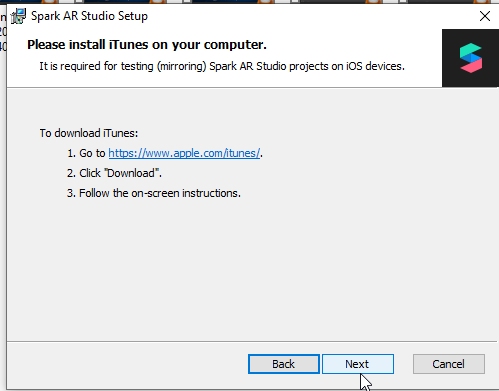 Spark AR Studio Setup
Please install iTunes on your computer.
It is required for testing (mirroring) Spark AR Studio projects on iOS devices.
To download iTunes:
1. Go to https://www.apple.com/itunes/.
2. Click "Download".
3. Follow the on-screen instructions.
Back Next Cancel